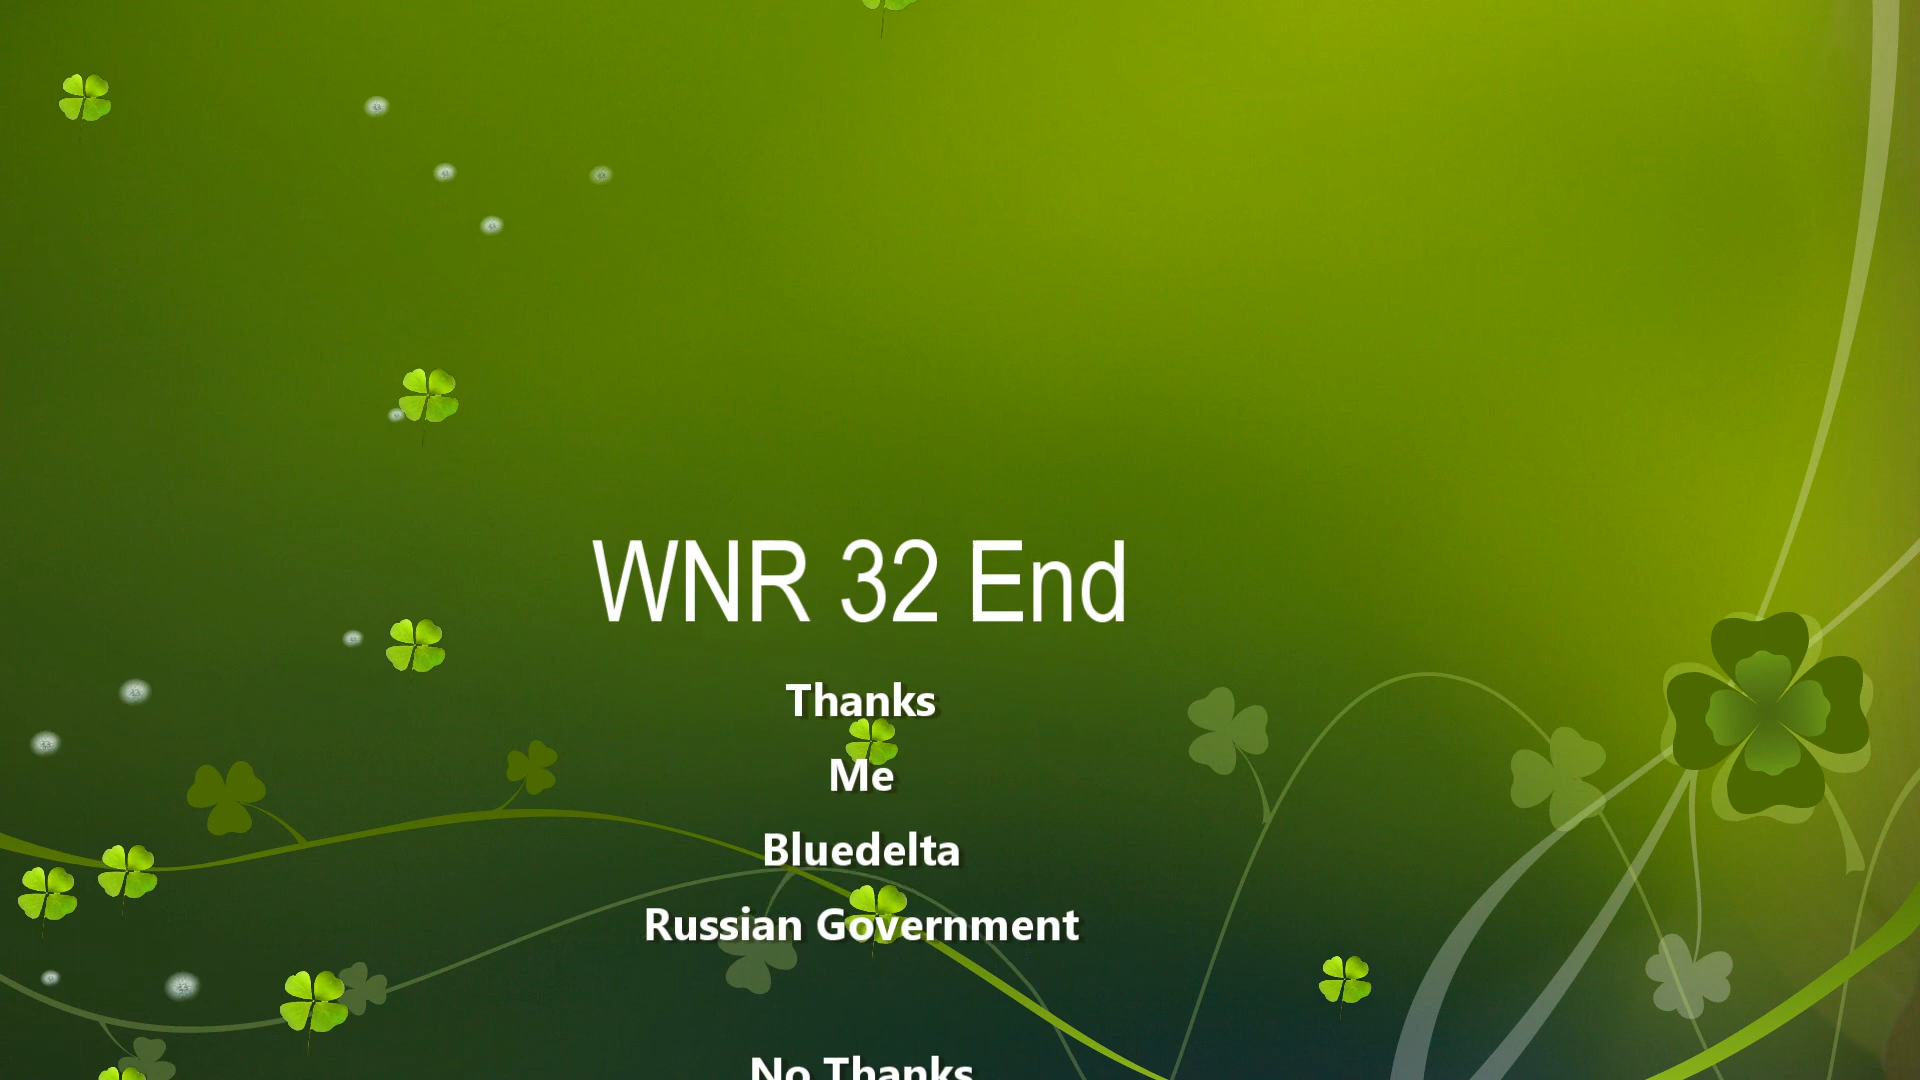 WNR 32 End
Thanks
Me
Bluedelta
Russian Government
No Thanks